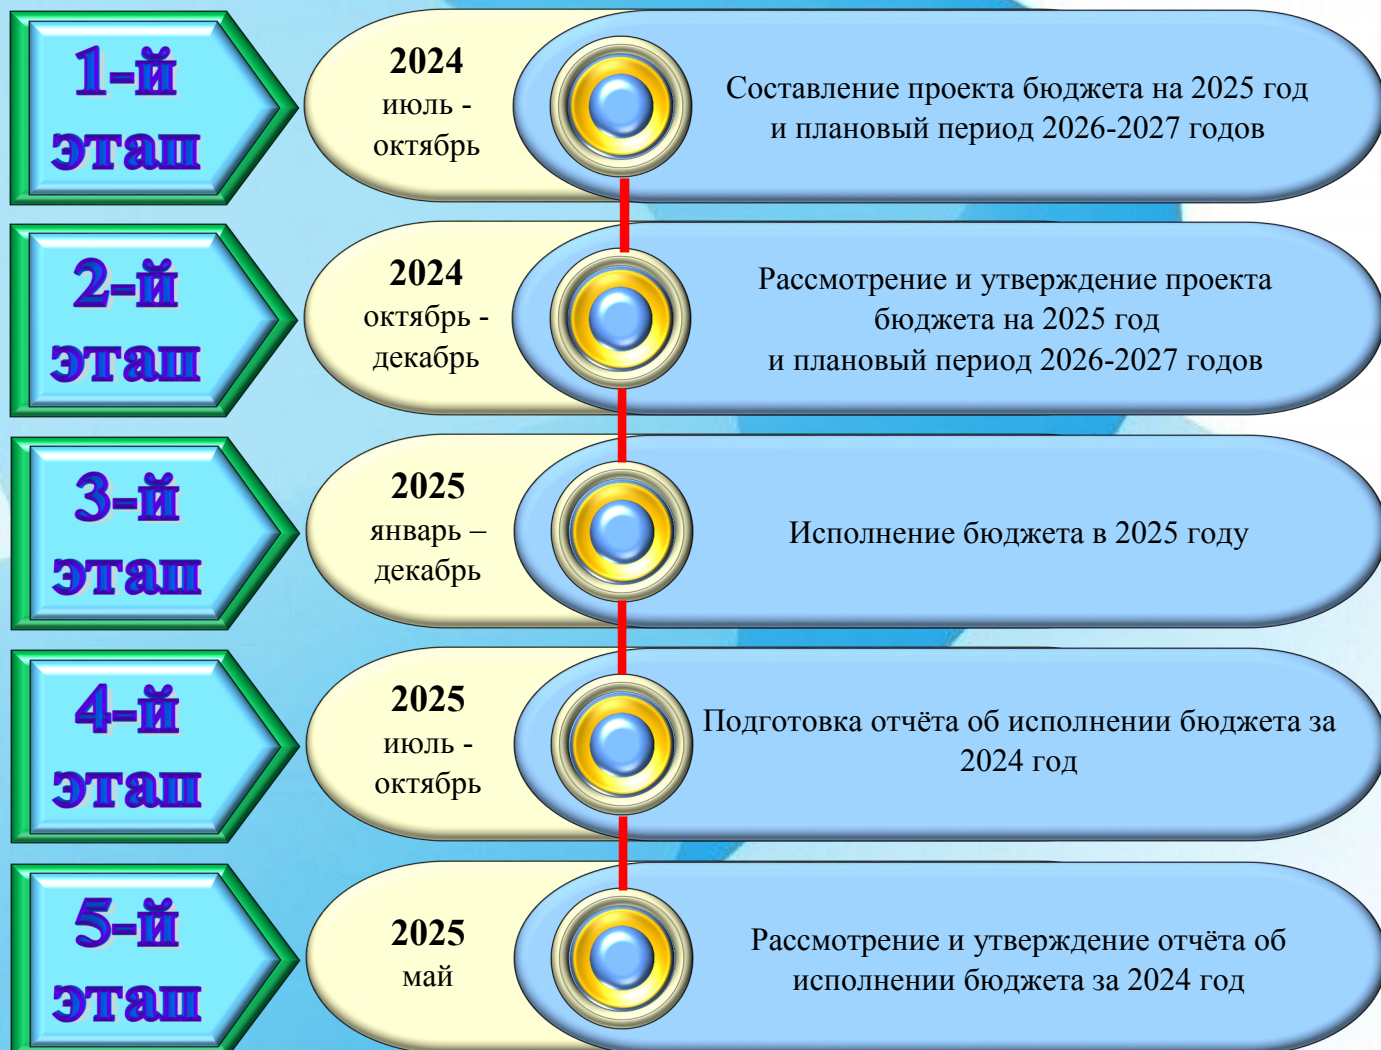 1-й
этап
2024
июль -
октябрь
Составление проекта бюджета на 2025 год
и плановый период 2026-2027 годов
2-й
этап
2024
октябрь -
декабрь
Рассмотрение и утверждение проекта
бюджета на 2025 год
и плановый период 2026-2027 годов
3-й
этап
2025
январь –
декабрь
Исполнение бюджета в 2025 году
4-й
этап
2025
июль -
октябрь
Подготовка отчёта об исполнении бюджета за
2024 год
5-й
этап
2025
май
Рассмотрение и утверждение отчёта об
исполнении бюджета за 2024 год